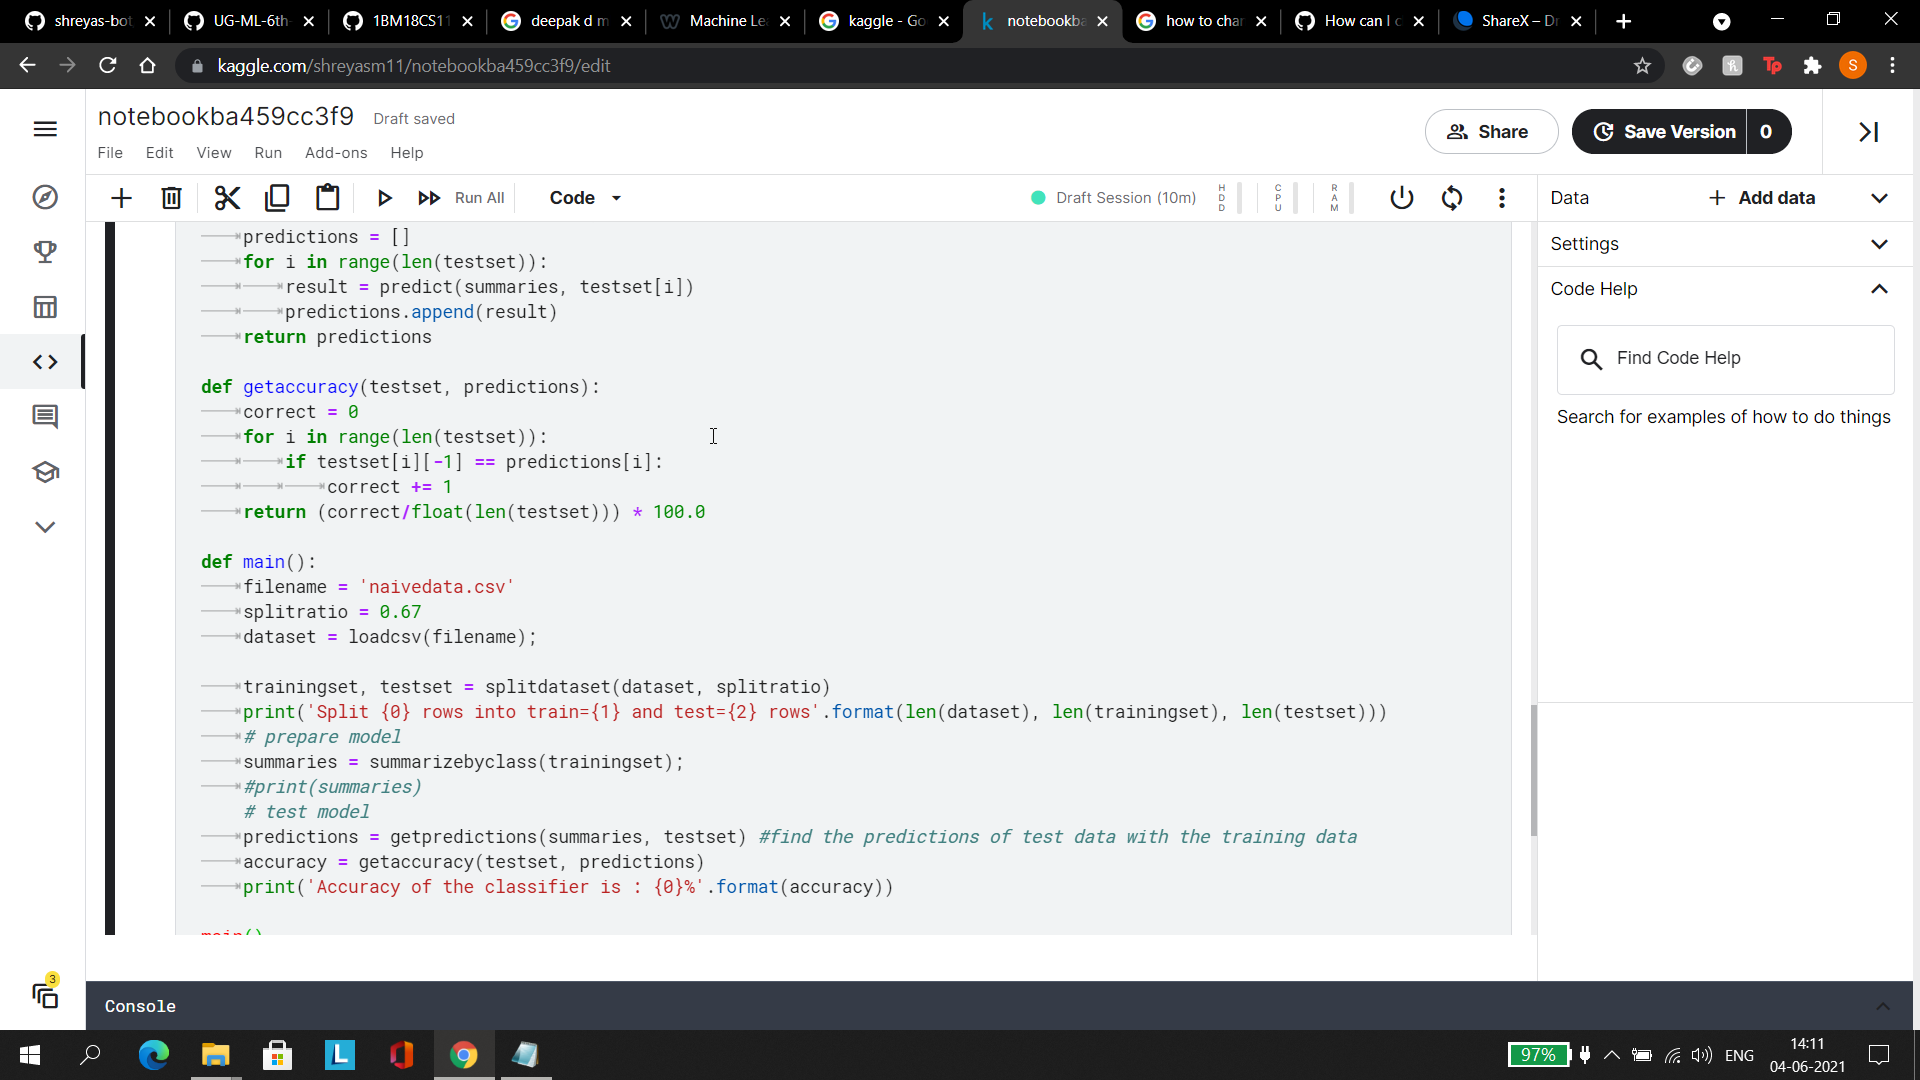 shreyas-bot
UG-ML-6th-
1BM18CS11
deepak d m
Machine Le
kaggle - Go
notebookba
how to chan
How can I c
ShareX – Dr
kaggle.com/shreyasm11/notebookba459cc3f9/edit
S
notebookba459cc3f9 Draft saved
File Edit View Run Add-ons Help
Share
Save Version 0
Run All
Code
Draft Session (10m)
HDD
CPU
RAM
Data
Add data
Settings
Code Help
Find Code Help
Search for examples of how to do things
predictions = []
for i in range(len(testset)):
result = predict(summaries, testset[i])
predictions.append(result)
return predictions
def getaccuracy(testset, predictions):
correct = 0
for i in range(len(testset)):
if testset[i][-1] == predictions[i]:
correct += 1
return (correct/float(len(testset))) * 100.0
def main():
filename = 'naivedata.csv'
splitratio = 0.67
dataset = loadcsv(filename);
trainingset, testset = splitdataset(dataset, splitratio)
print('Split {0} rows into train={1} and test={2} rows'.format(len(dataset), len(trainingset), len(testset)))
# prepare model
summaries = summarizebyclass(trainingset);
#print(summaries)
# test model
predictions = getpredictions(summaries, testset) #find the predictions of test data with the training data
accuracy = getaccuracy(testset, predictions)
print('Accuracy of the classifier is : {0}%'.format(accuracy))
main()
3
Console
97%
ENG
14:11
04-06-2021